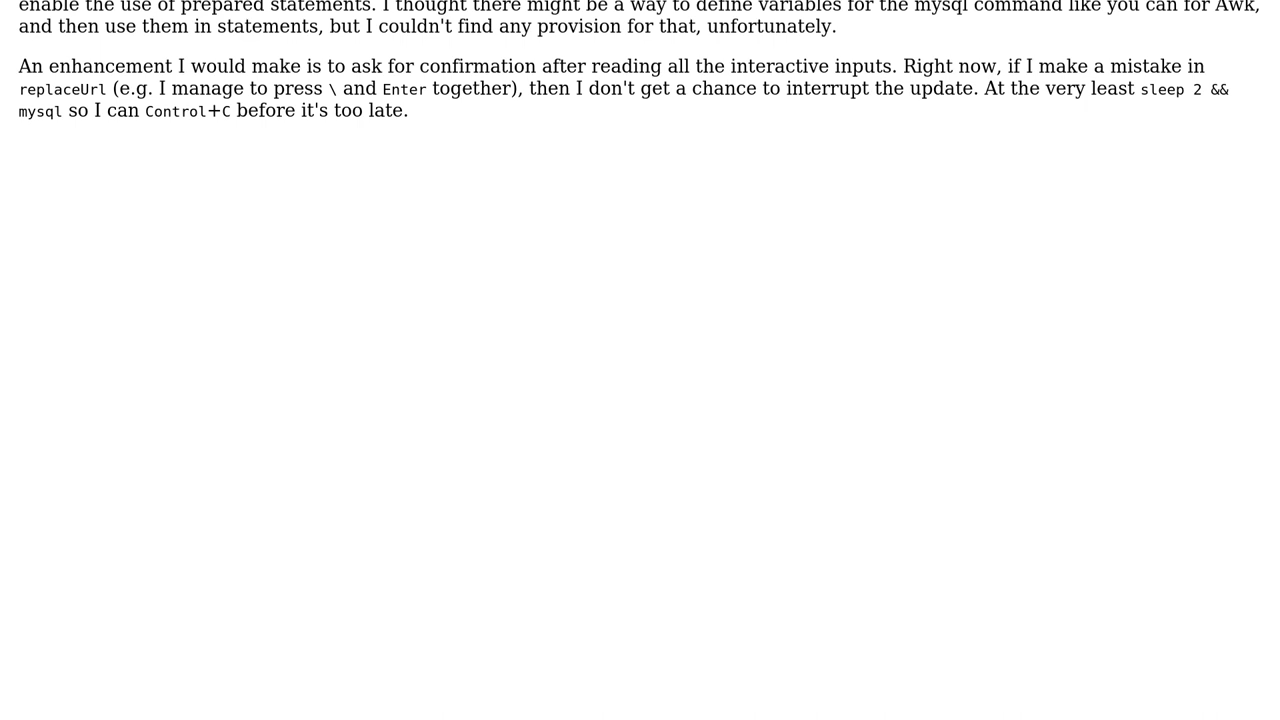 enable the use of prepared statements. I thought there might be a way to define variables for the mysql command like you can for Awk,
and then use them in statements, but I couldn't find any provision for that, unfortunately.
An enhancement I would make is to ask for confirmation after reading all the interactive inputs. Right now, if I make a mistake in
replaceUrl (e.g. I manage to press \ and Enter together), then I don't get a chance to interrupt the update. At the very least sleep 2 &&
mysql so I can Control+C before it's too late.